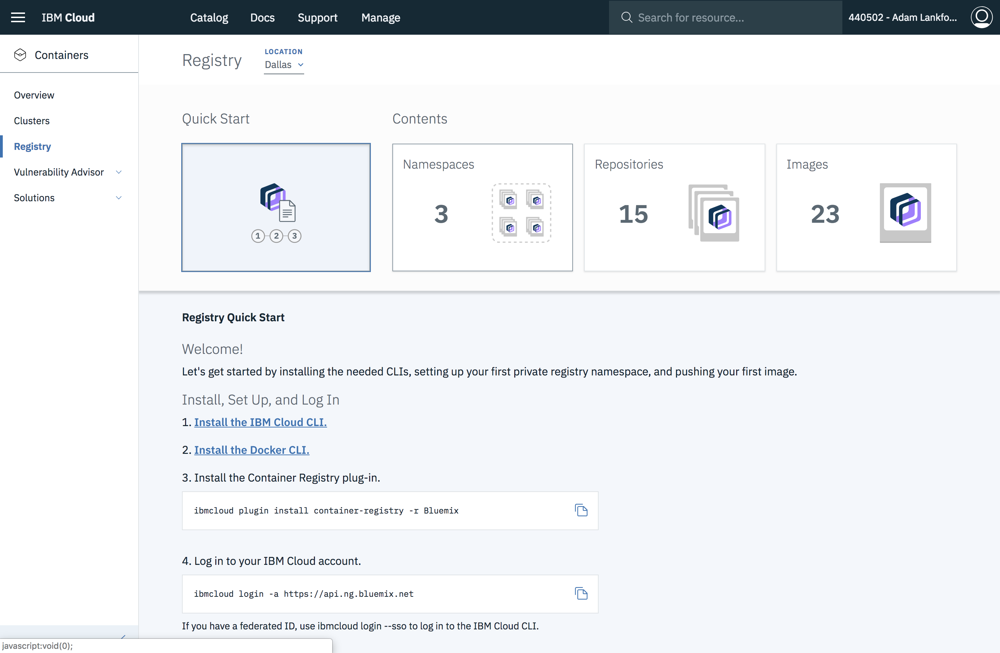 IBM Cloud
Catalog
Docs
Support
Manage
Search for resource...
440502 - Adam Lankfo...
Containers
Overview
Clusters
Registry
Vulnerability Advisor
Solutions
Registry
LOCATION
Dallas
Quick Start
1 2 3
Contents
Namespaces
3
Repositories
15
Images
23
Registry Quick Start
Welcome!
Let's get started by installing the needed CLIs, setting up your first private registry namespace, and pushing your first image.
Install, Set Up, and Log In
1. Install the IBM Cloud CLI.
2. Install the Docker CLI.
3. Install the Container Registry plug-in.
ibmcloud plugin install container-registry -r Bluemix
4. Log in to your IBM Cloud account.
ibmcloud login -a https://api.ng.bluemix.net
If you have a federated ID, use ibmcloud login --sso to log in to the IBM Cloud CLI.
javascript:void(0);